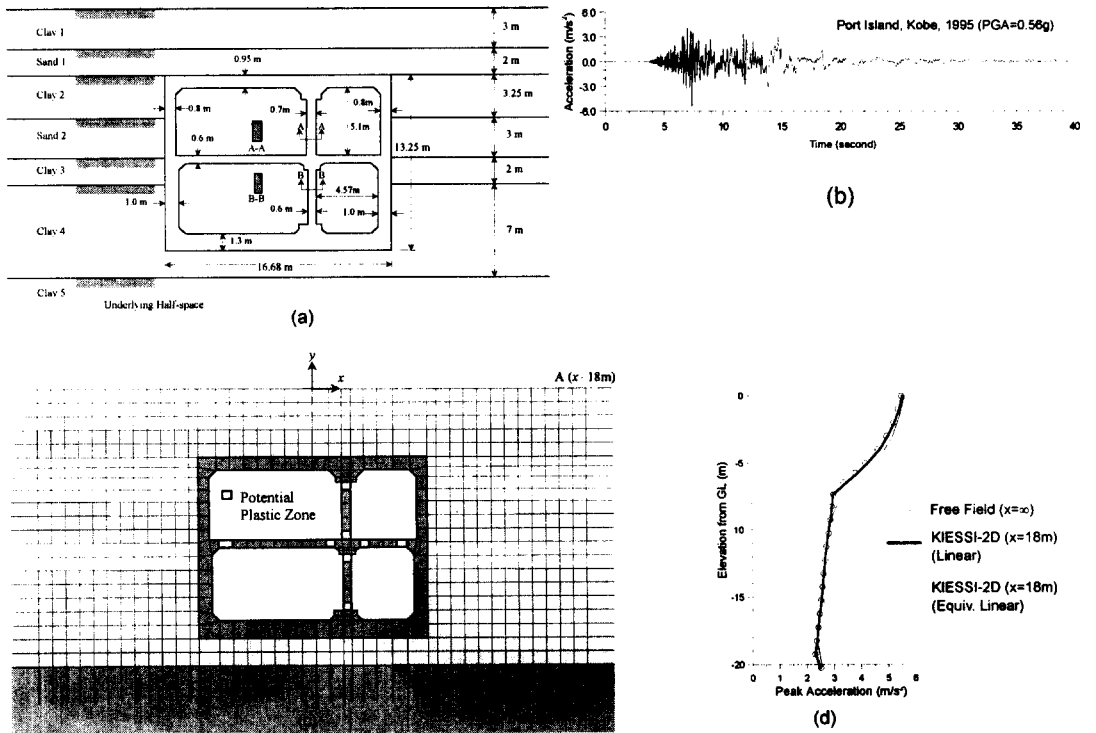 Clay 1
Sand 1
Clay 2
Sand 2
Clay 3
Clay 4
Clay 5
Underlying Half-space
0.95 m
0.8 m
0.7m
0.8m
0.6 m
A
A
5.1m
A-A
13.25 m
B
B
B-B
4.57m
1.0 m
0.6 m
1.0 m
1.3 m
16.68 m
3 m
2 m
3.25 m
3 m
2 m
7 m
(a)
Port Island, Kobe, 1995 (PGA=0.56g)
Acceleration (m/s²)
6.0
3.0
0.0
-3.0
-6.0
0
5
10
15
20
25
30
35
40
Time (second)
(b)
y
x
A (x - 18m)
Potential
Plastic Zone
Elevation from GL (m)
0
-5
-10
-15
-20
0
1
2
3
4
5
6
Peak Acceleration (m/s²)
Free Field (x=∞)
KIESSI-2D (x=18m)
(Linear)
KIESSI-2D (x=18m)
(Equiv. Linear)
(d)